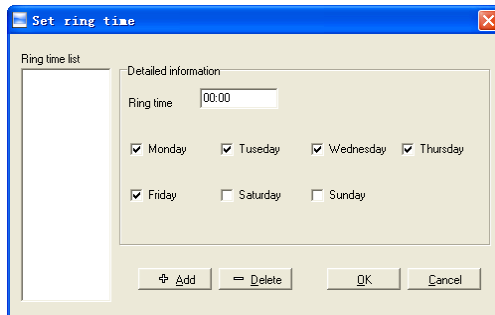 Set ring time
Ring time list
Detailed information
Ring time 00:00
Monday Tuseday Wednesday Thursday
Friday Saturday Sunday
Add Delete OK Cancel